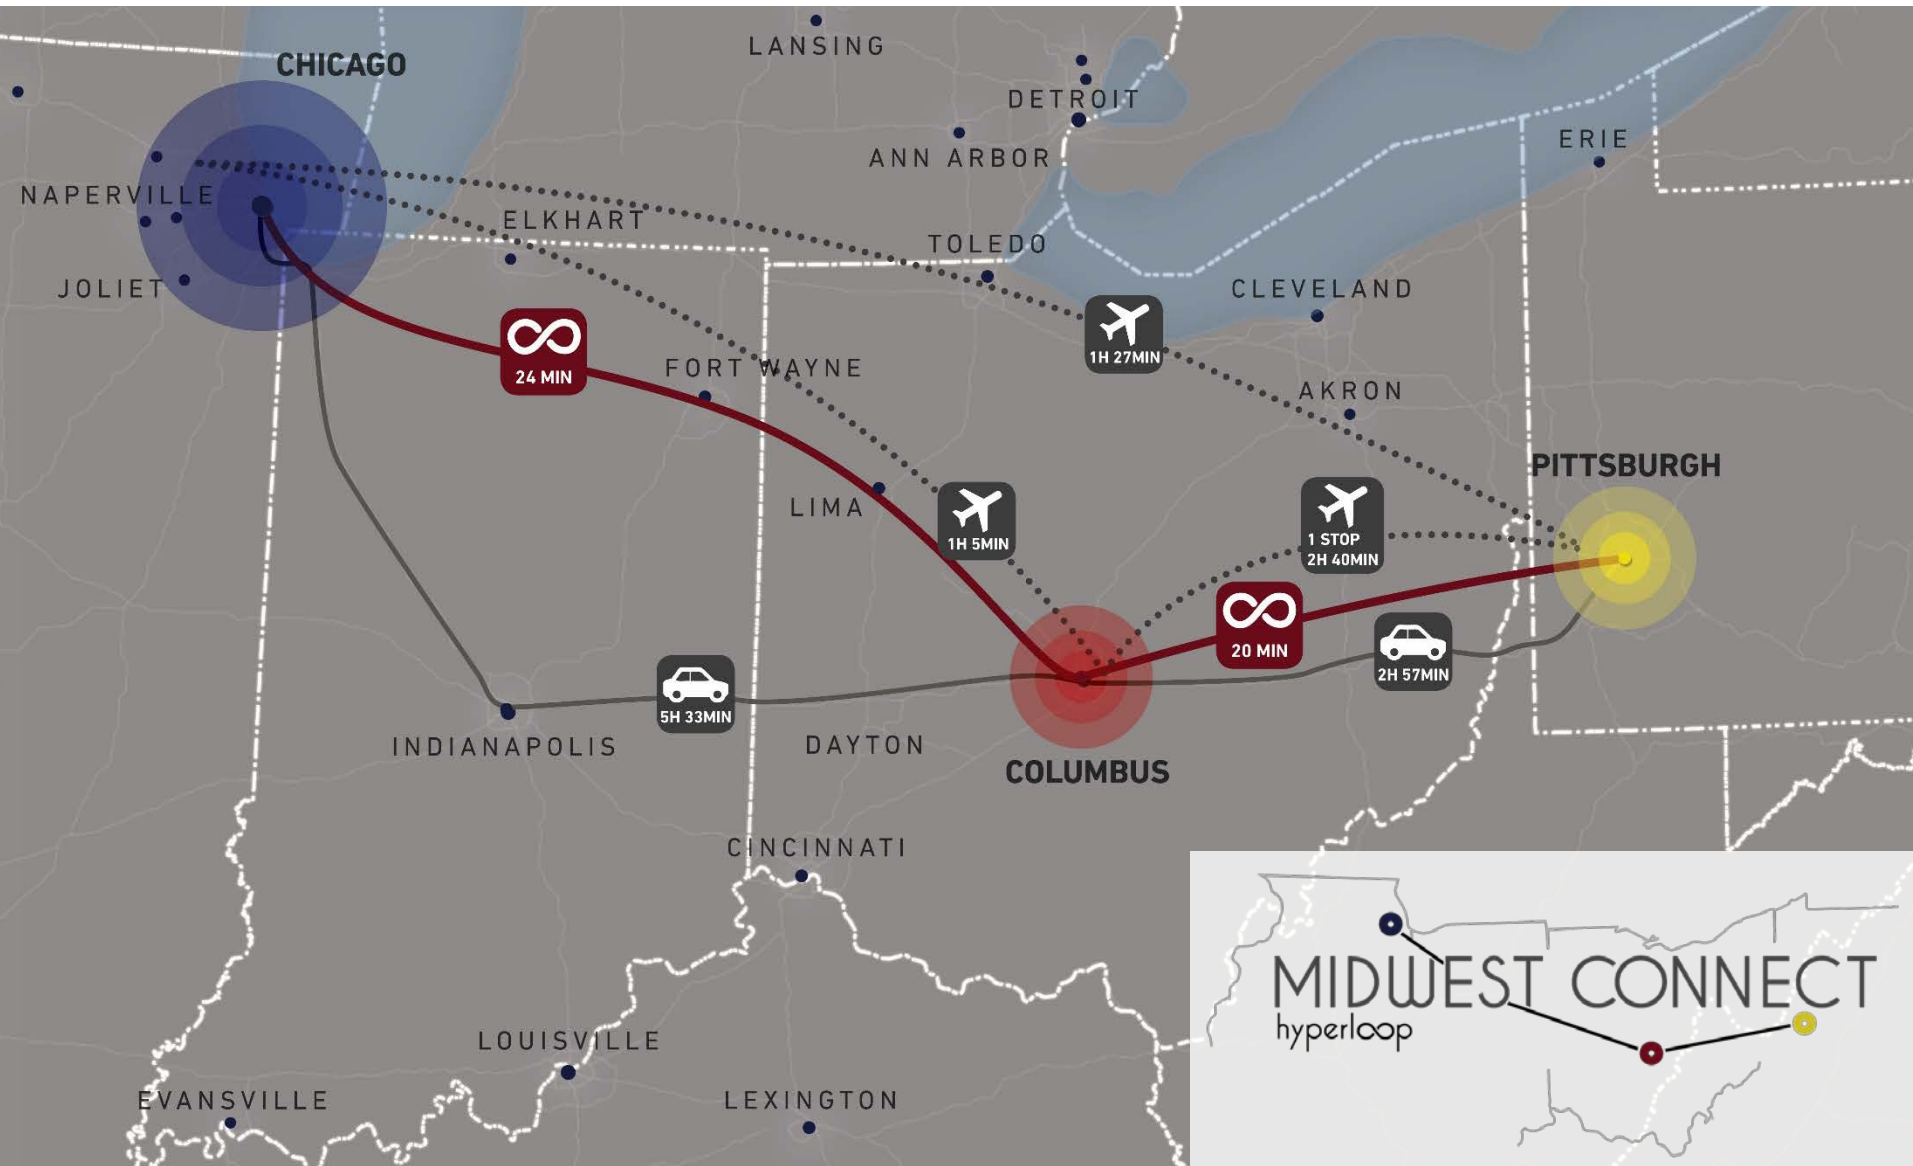 LANSING
CHICAGO
DETROIT
ERIE
ANN ARBOR
NAPERVILLE
ELKHART
TOLEDO
JOLIET
CLEVELAND
24 MIN
FORT WAYNE
1H 27MIN
AKRON
PITTSBURGH
LIMA
1H 5MIN
1 STOP
2H 40MIN
20 MIN
2H 57MIN
5H 33MIN
INDIANAPOLIS
DAYTON
COLUMBUS
CINCINNATI
MIDWEST CONNECT
hyperloop
LOUISVILLE
EVANSVILLE
LEXINGTON